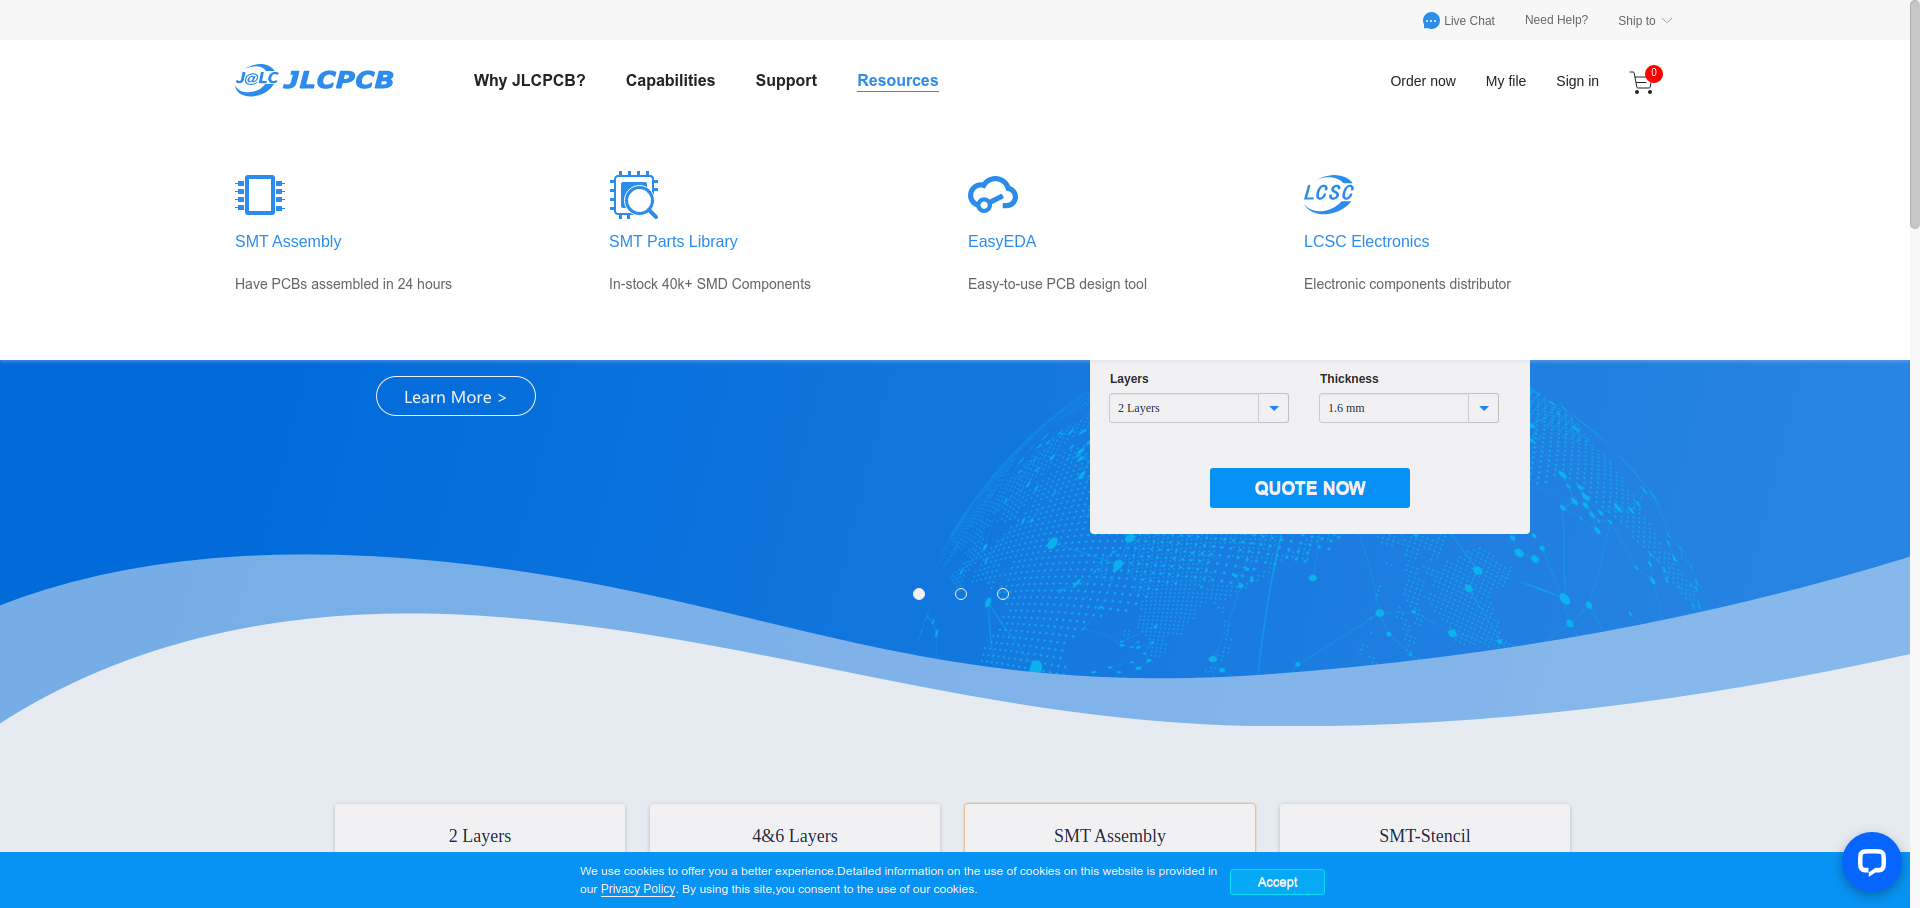 Live Chat
Need Help?
Ship to
J@LC JLCPCB
Why JLCPCB?
Capabilities
Support
Resources
Order now
My file
Sign in
0
SMT Assembly
SMT Parts Library
EasyEDA
LCSC
LCSC Electronics
Have PCBs assembled in 24 hours
In-stock 40k+ SMD Components
Easy-to-use PCB design tool
Electronic components distributor
Learn More >
Layers
Thickness
2 Layers
1.6 mm
QUOTE NOW
2 Layers
4&6 Layers
SMT Assembly
SMT-Stencil
We use cookies to offer you a better experience.Detailed information on the use of cookies on this website is provided in
our Privacy Policy. By using this site,you consent to the use of our cookies.
Accept